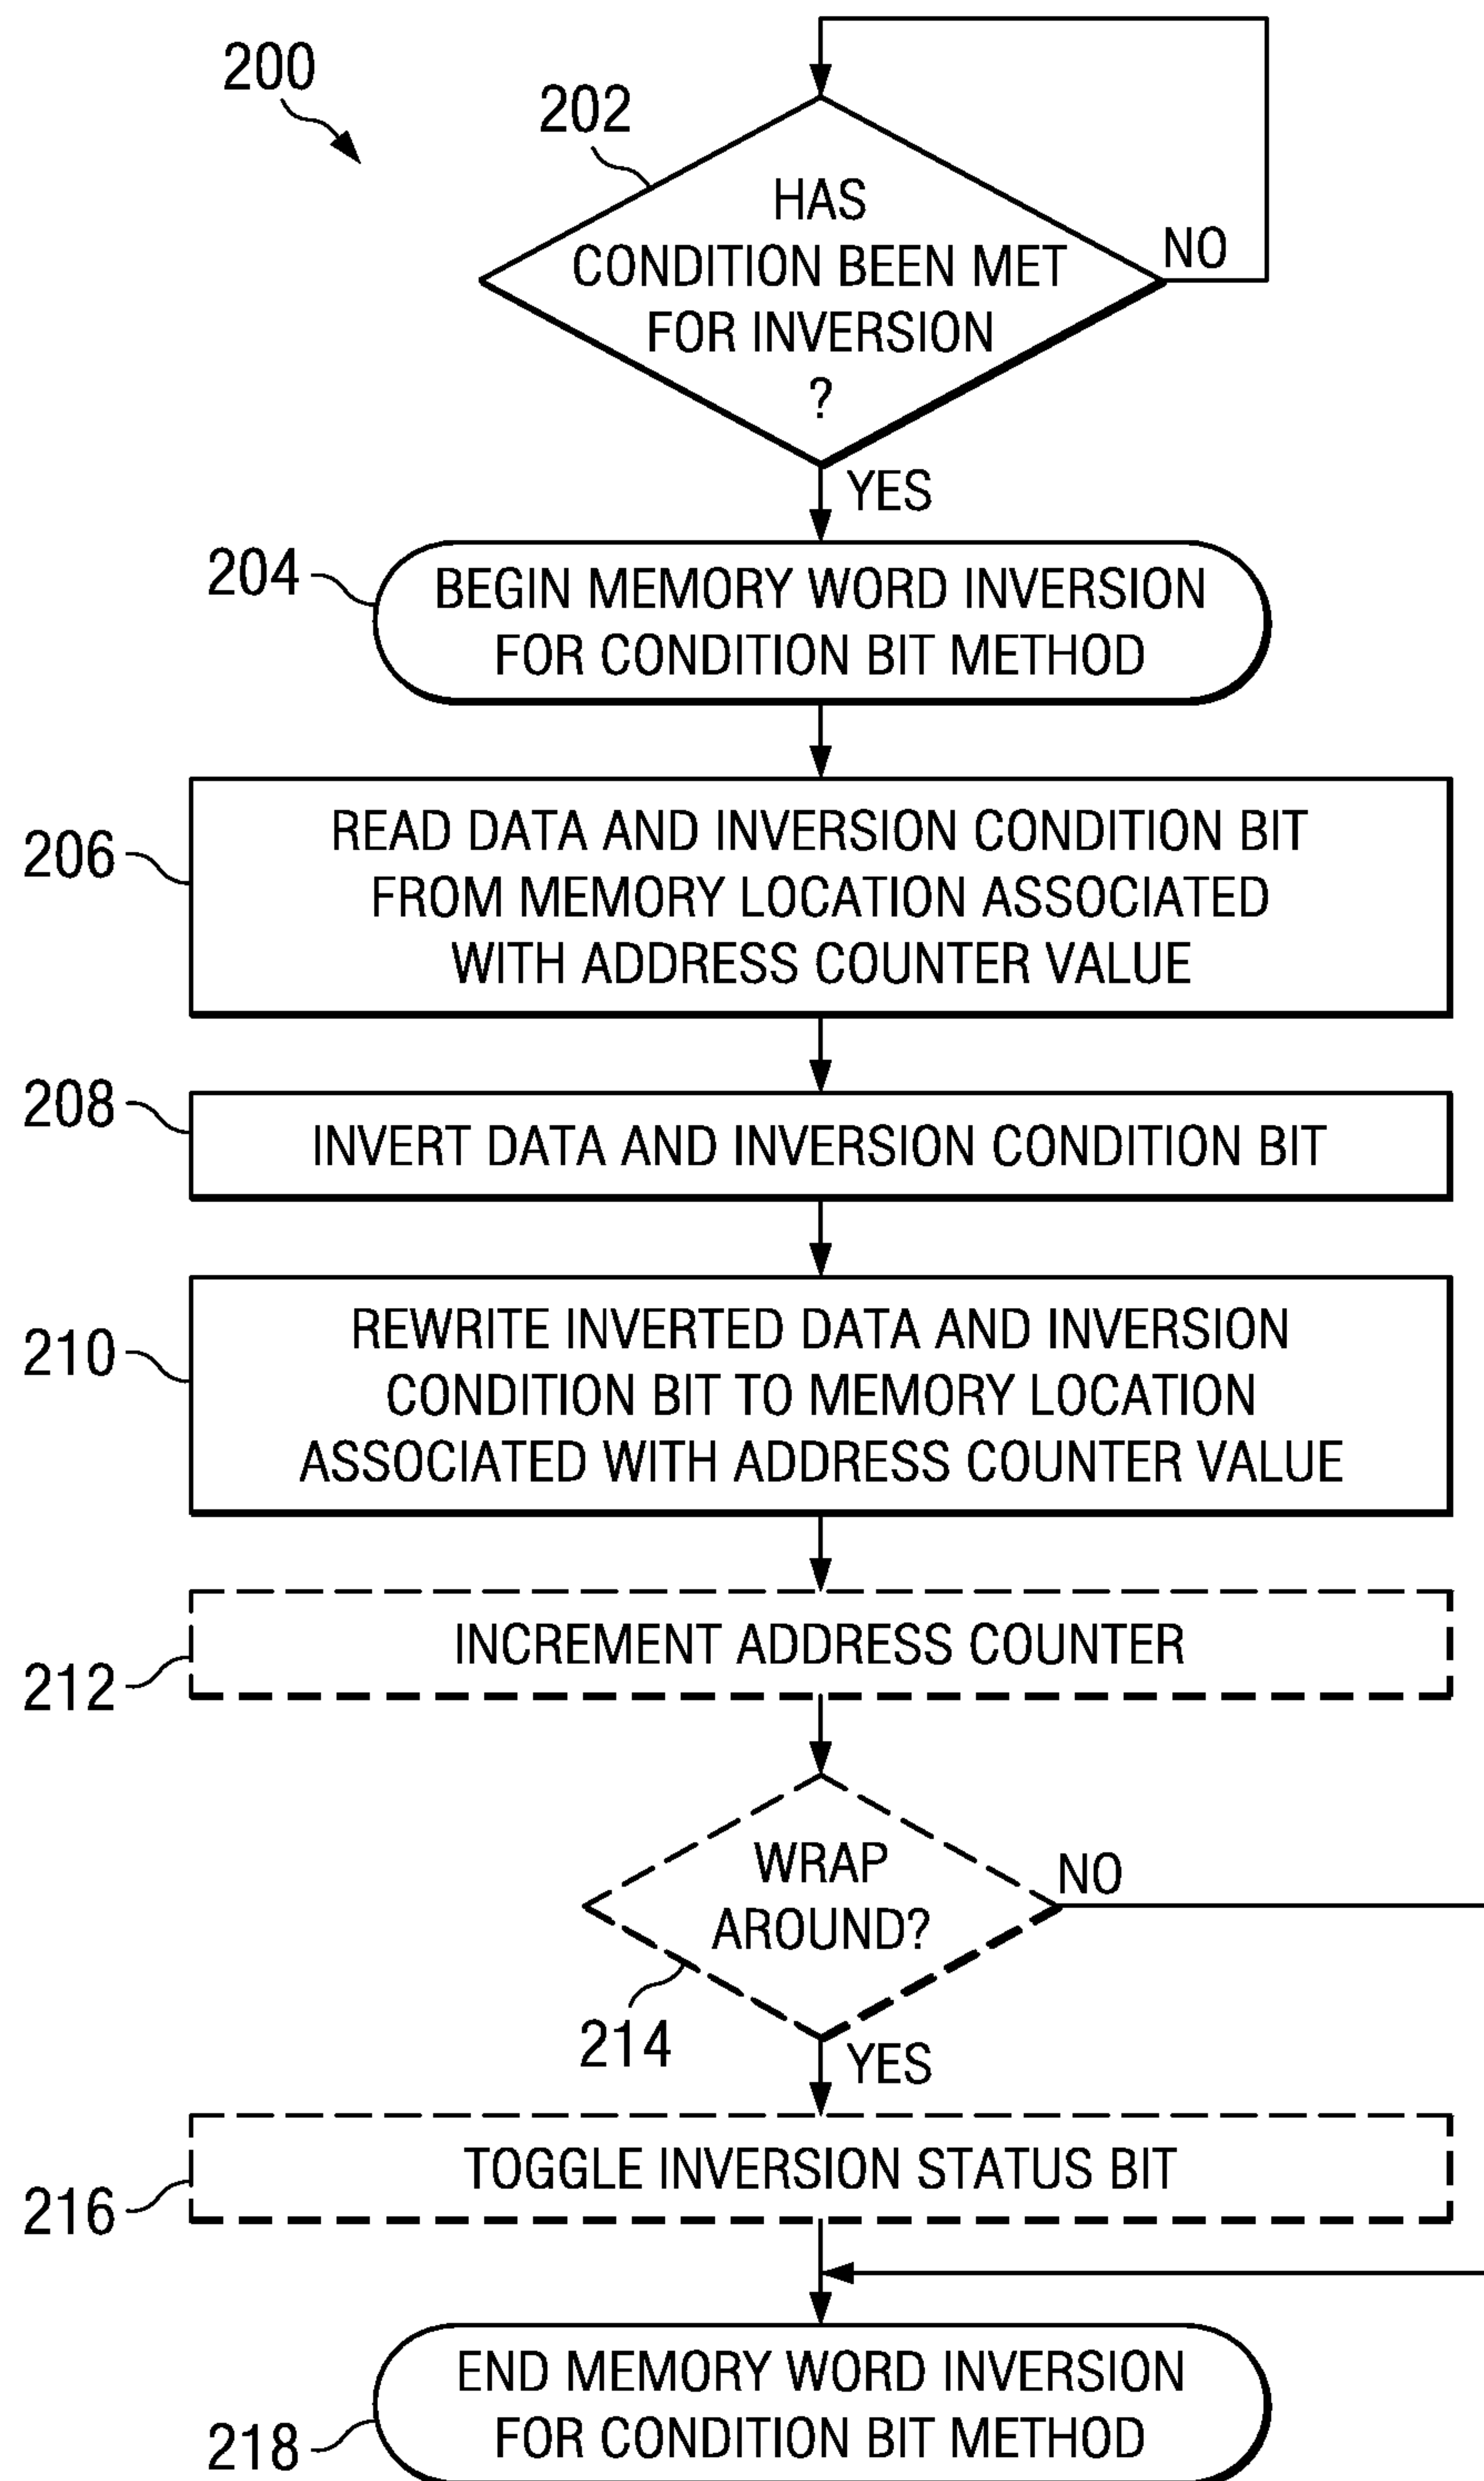 200
202
HAS
CONDITION BEEN MET
FOR INVERSION
?
NO
YES
204
BEGIN MEMORY WORD INVERSION
FOR CONDITION BIT METHOD
206
READ DATA AND INVERSION CONDITION BIT
FROM MEMORY LOCATION ASSOCIATED
WITH ADDRESS COUNTER VALUE
208
INVERT DATA AND INVERSION CONDITION BIT
210
REWRITE INVERTED DATA AND INVERSION
CONDITION BIT TO MEMORY LOCATION
ASSOCIATED WITH ADDRESS COUNTER VALUE
212
INCREMENT ADDRESS COUNTER
WRAP
AROUND?
NO
214
YES
216
TOGGLE INVERSION STATUS BIT
218
END MEMORY WORD INVERSION
FOR CONDITION BIT METHOD